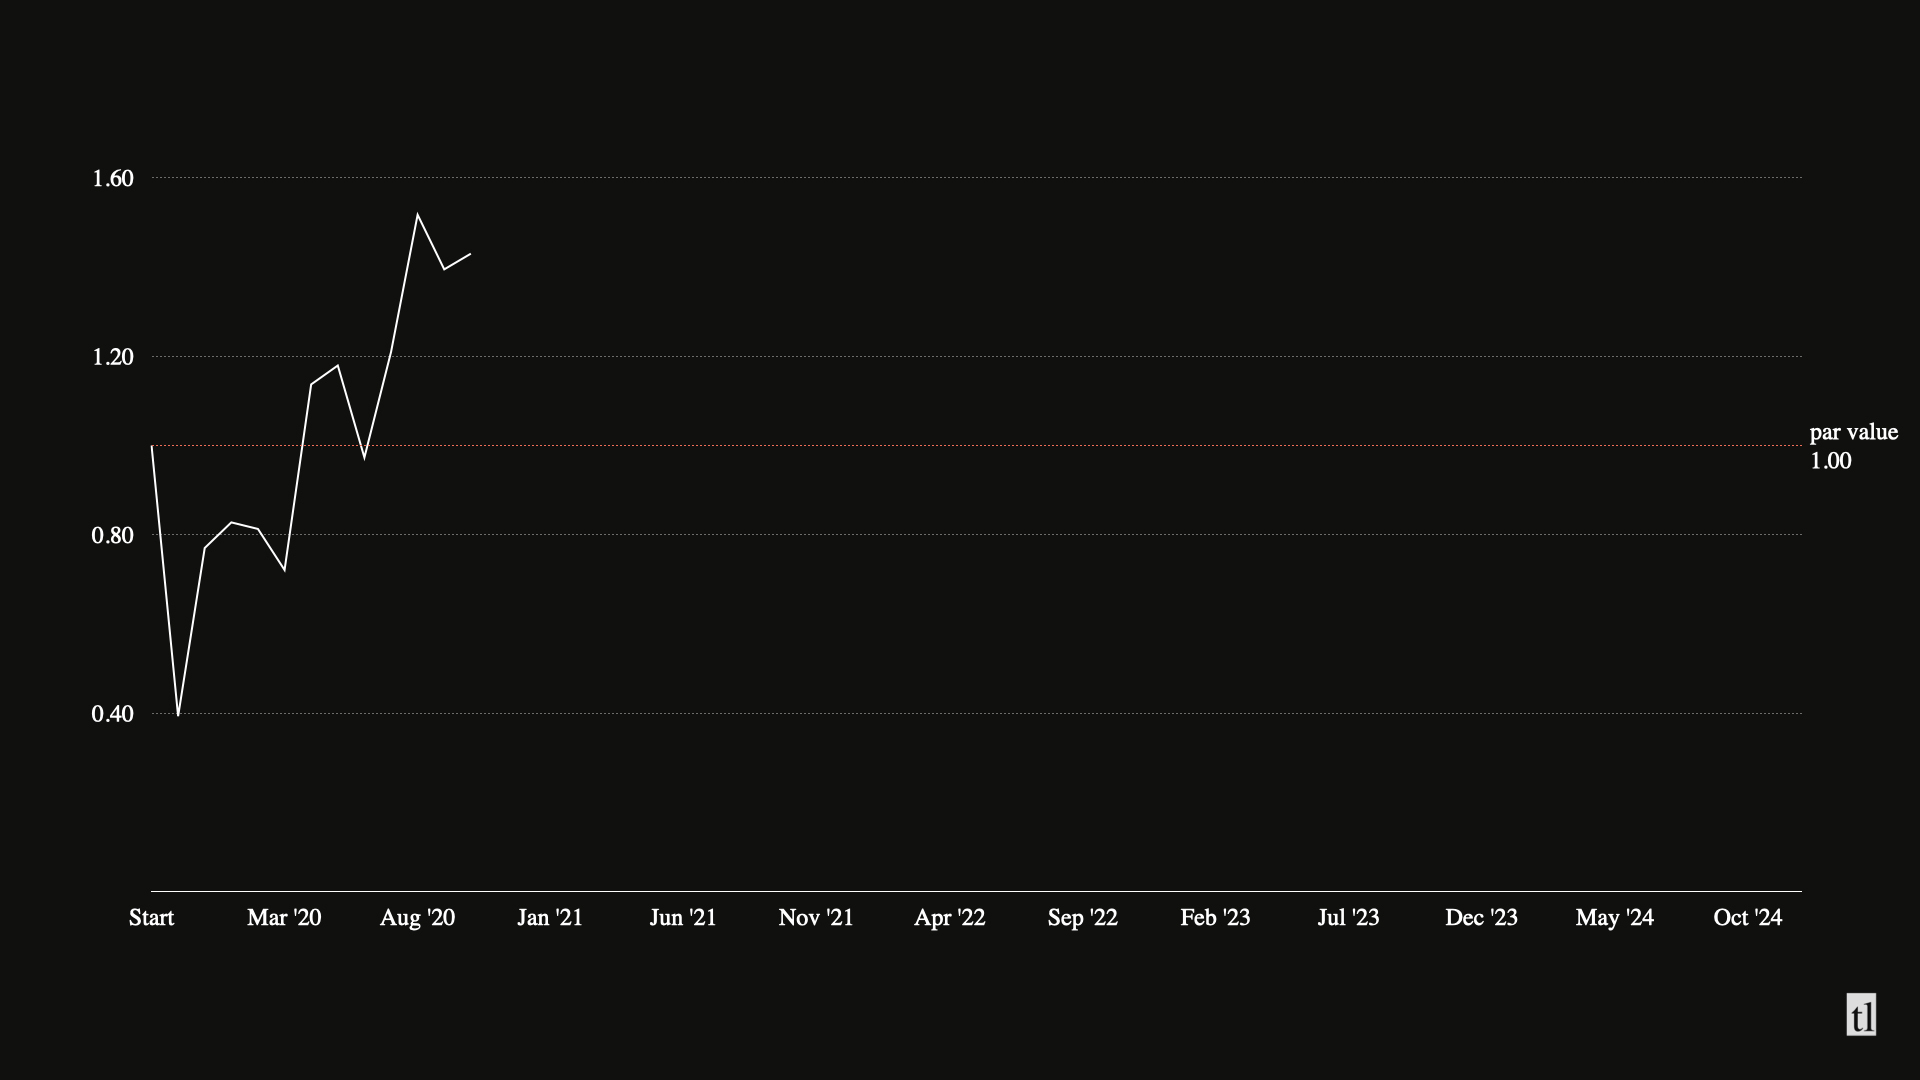 1.60
1.20
par value
1.00
0.80
0.40
Start Mar '20 Aug '20 Jan '21 Jun '21 Nov '21 Apr '22 Sep '22 Feb '23 Jul '23 Dec '23 May '24 Oct '24
tl